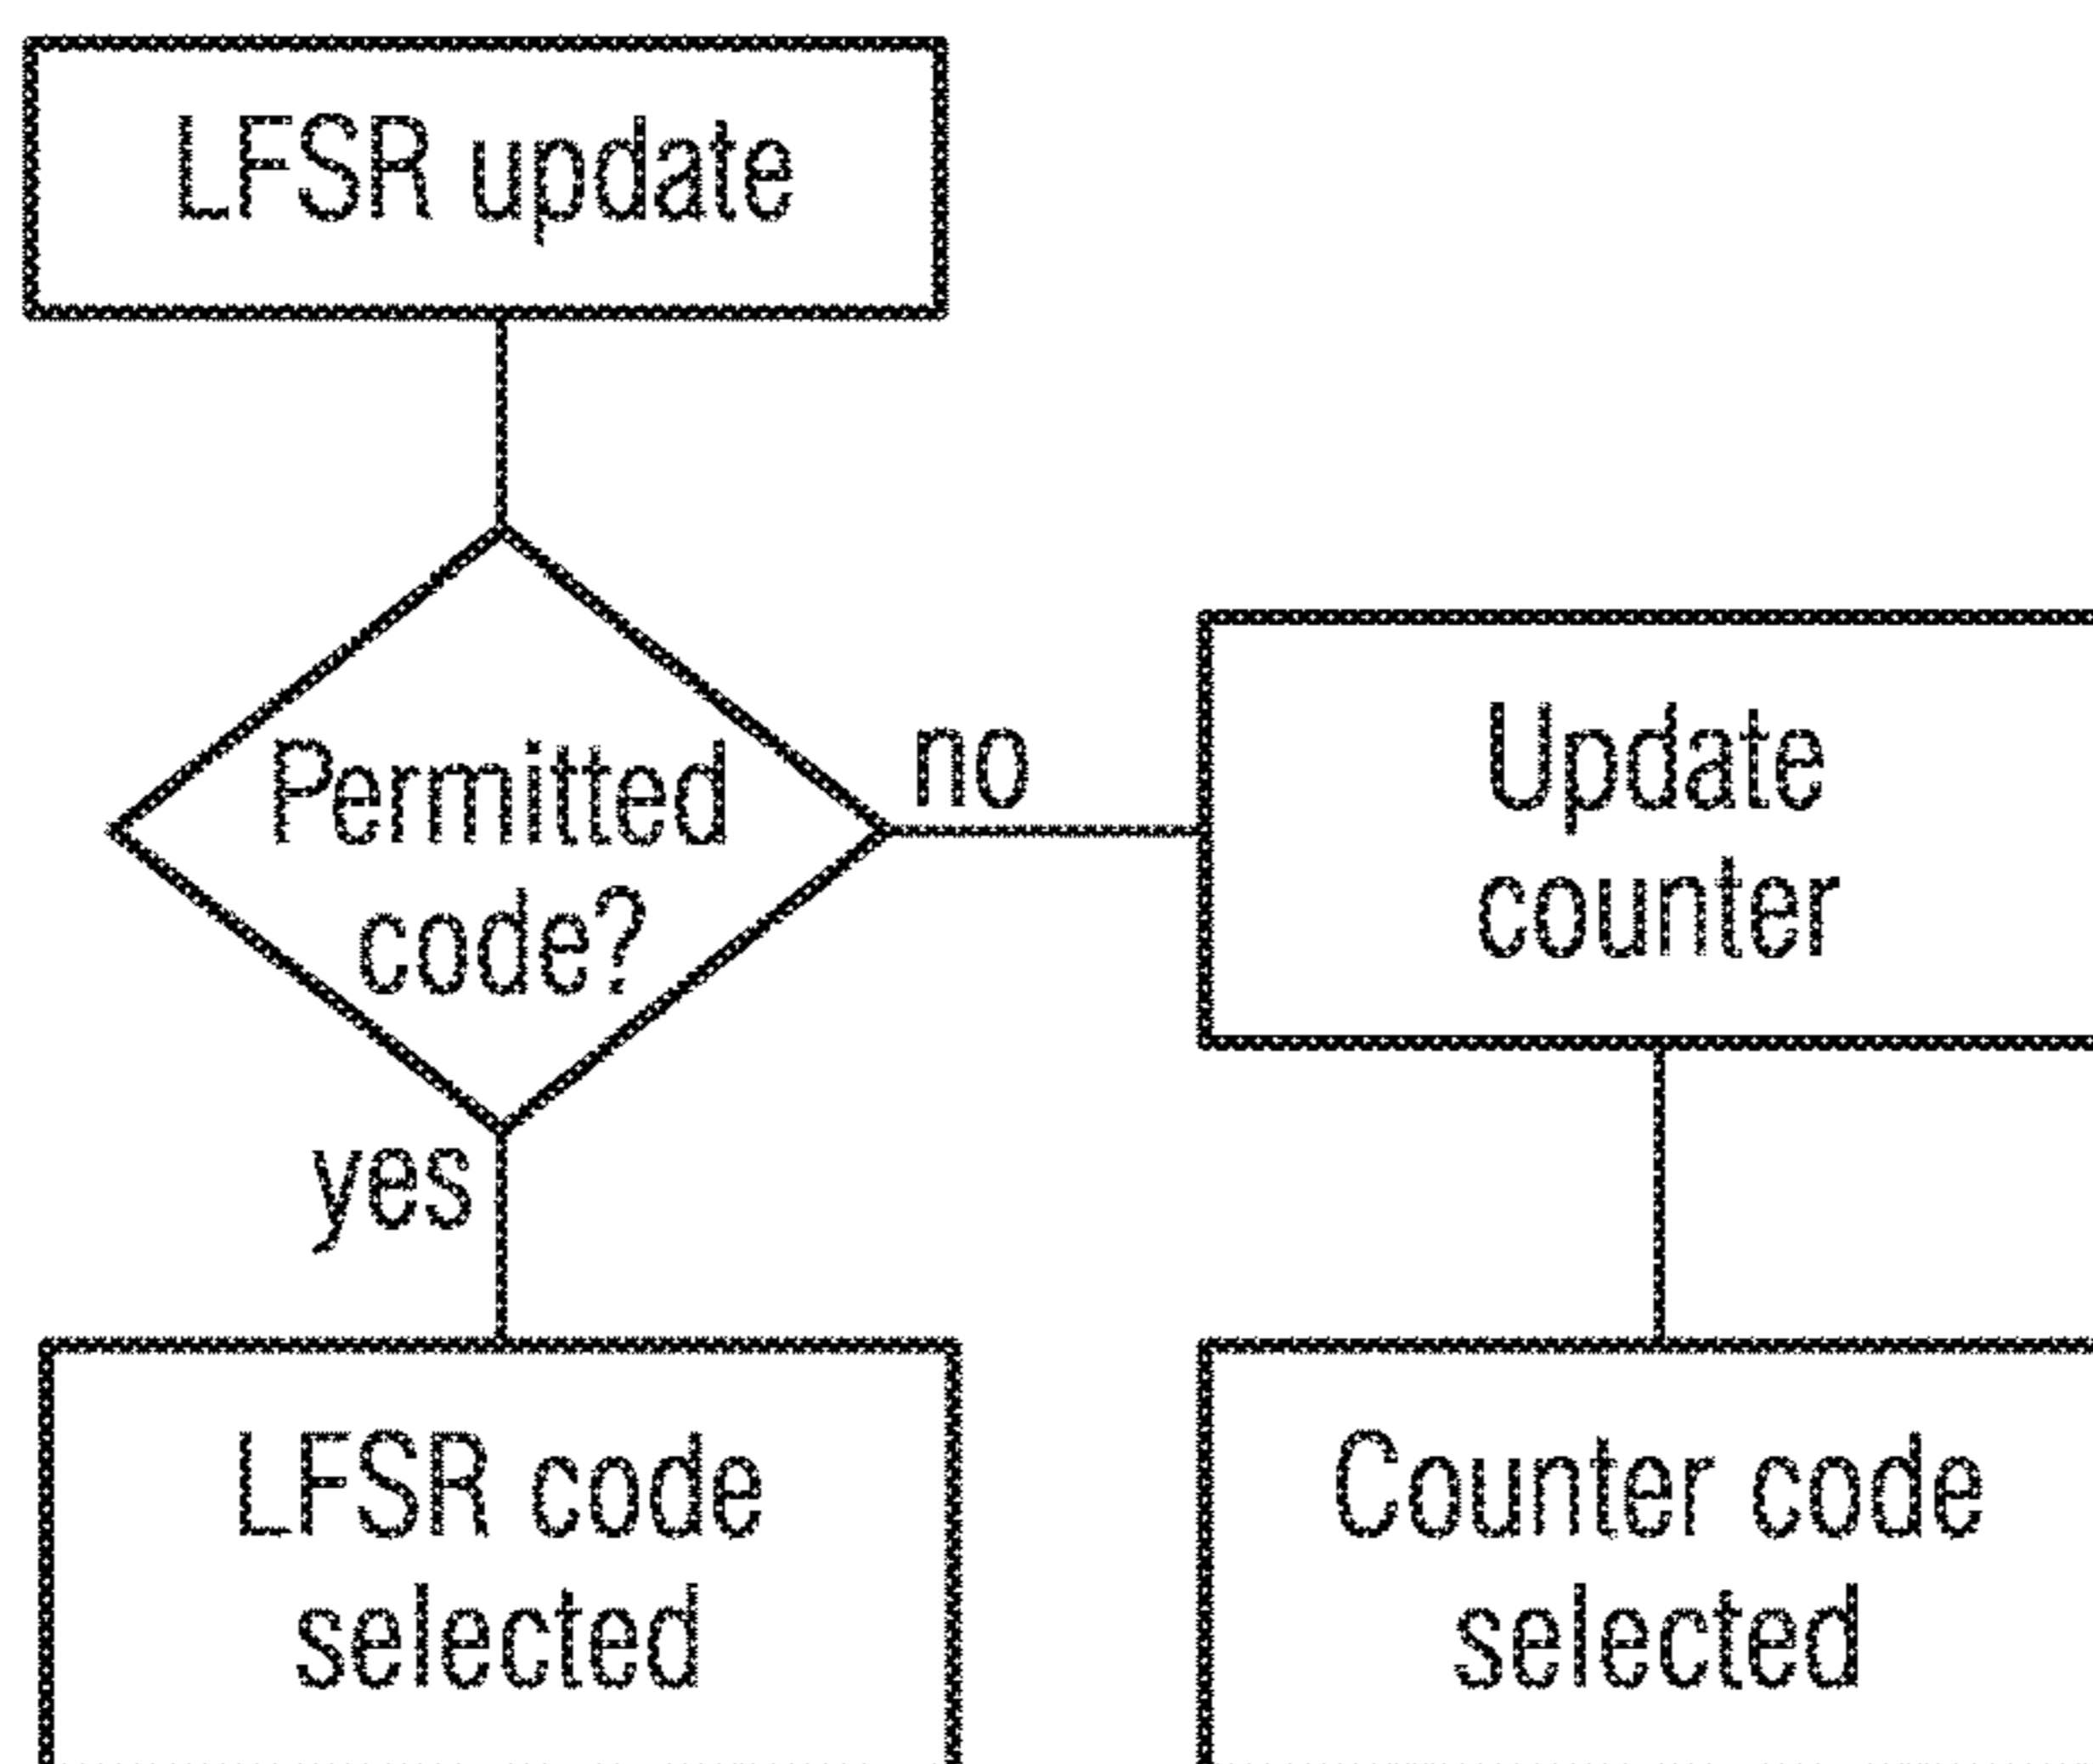 LFSR update
Permitted
code?
no
Update
counter
yes
LFSR code
selected
Counter code
selected